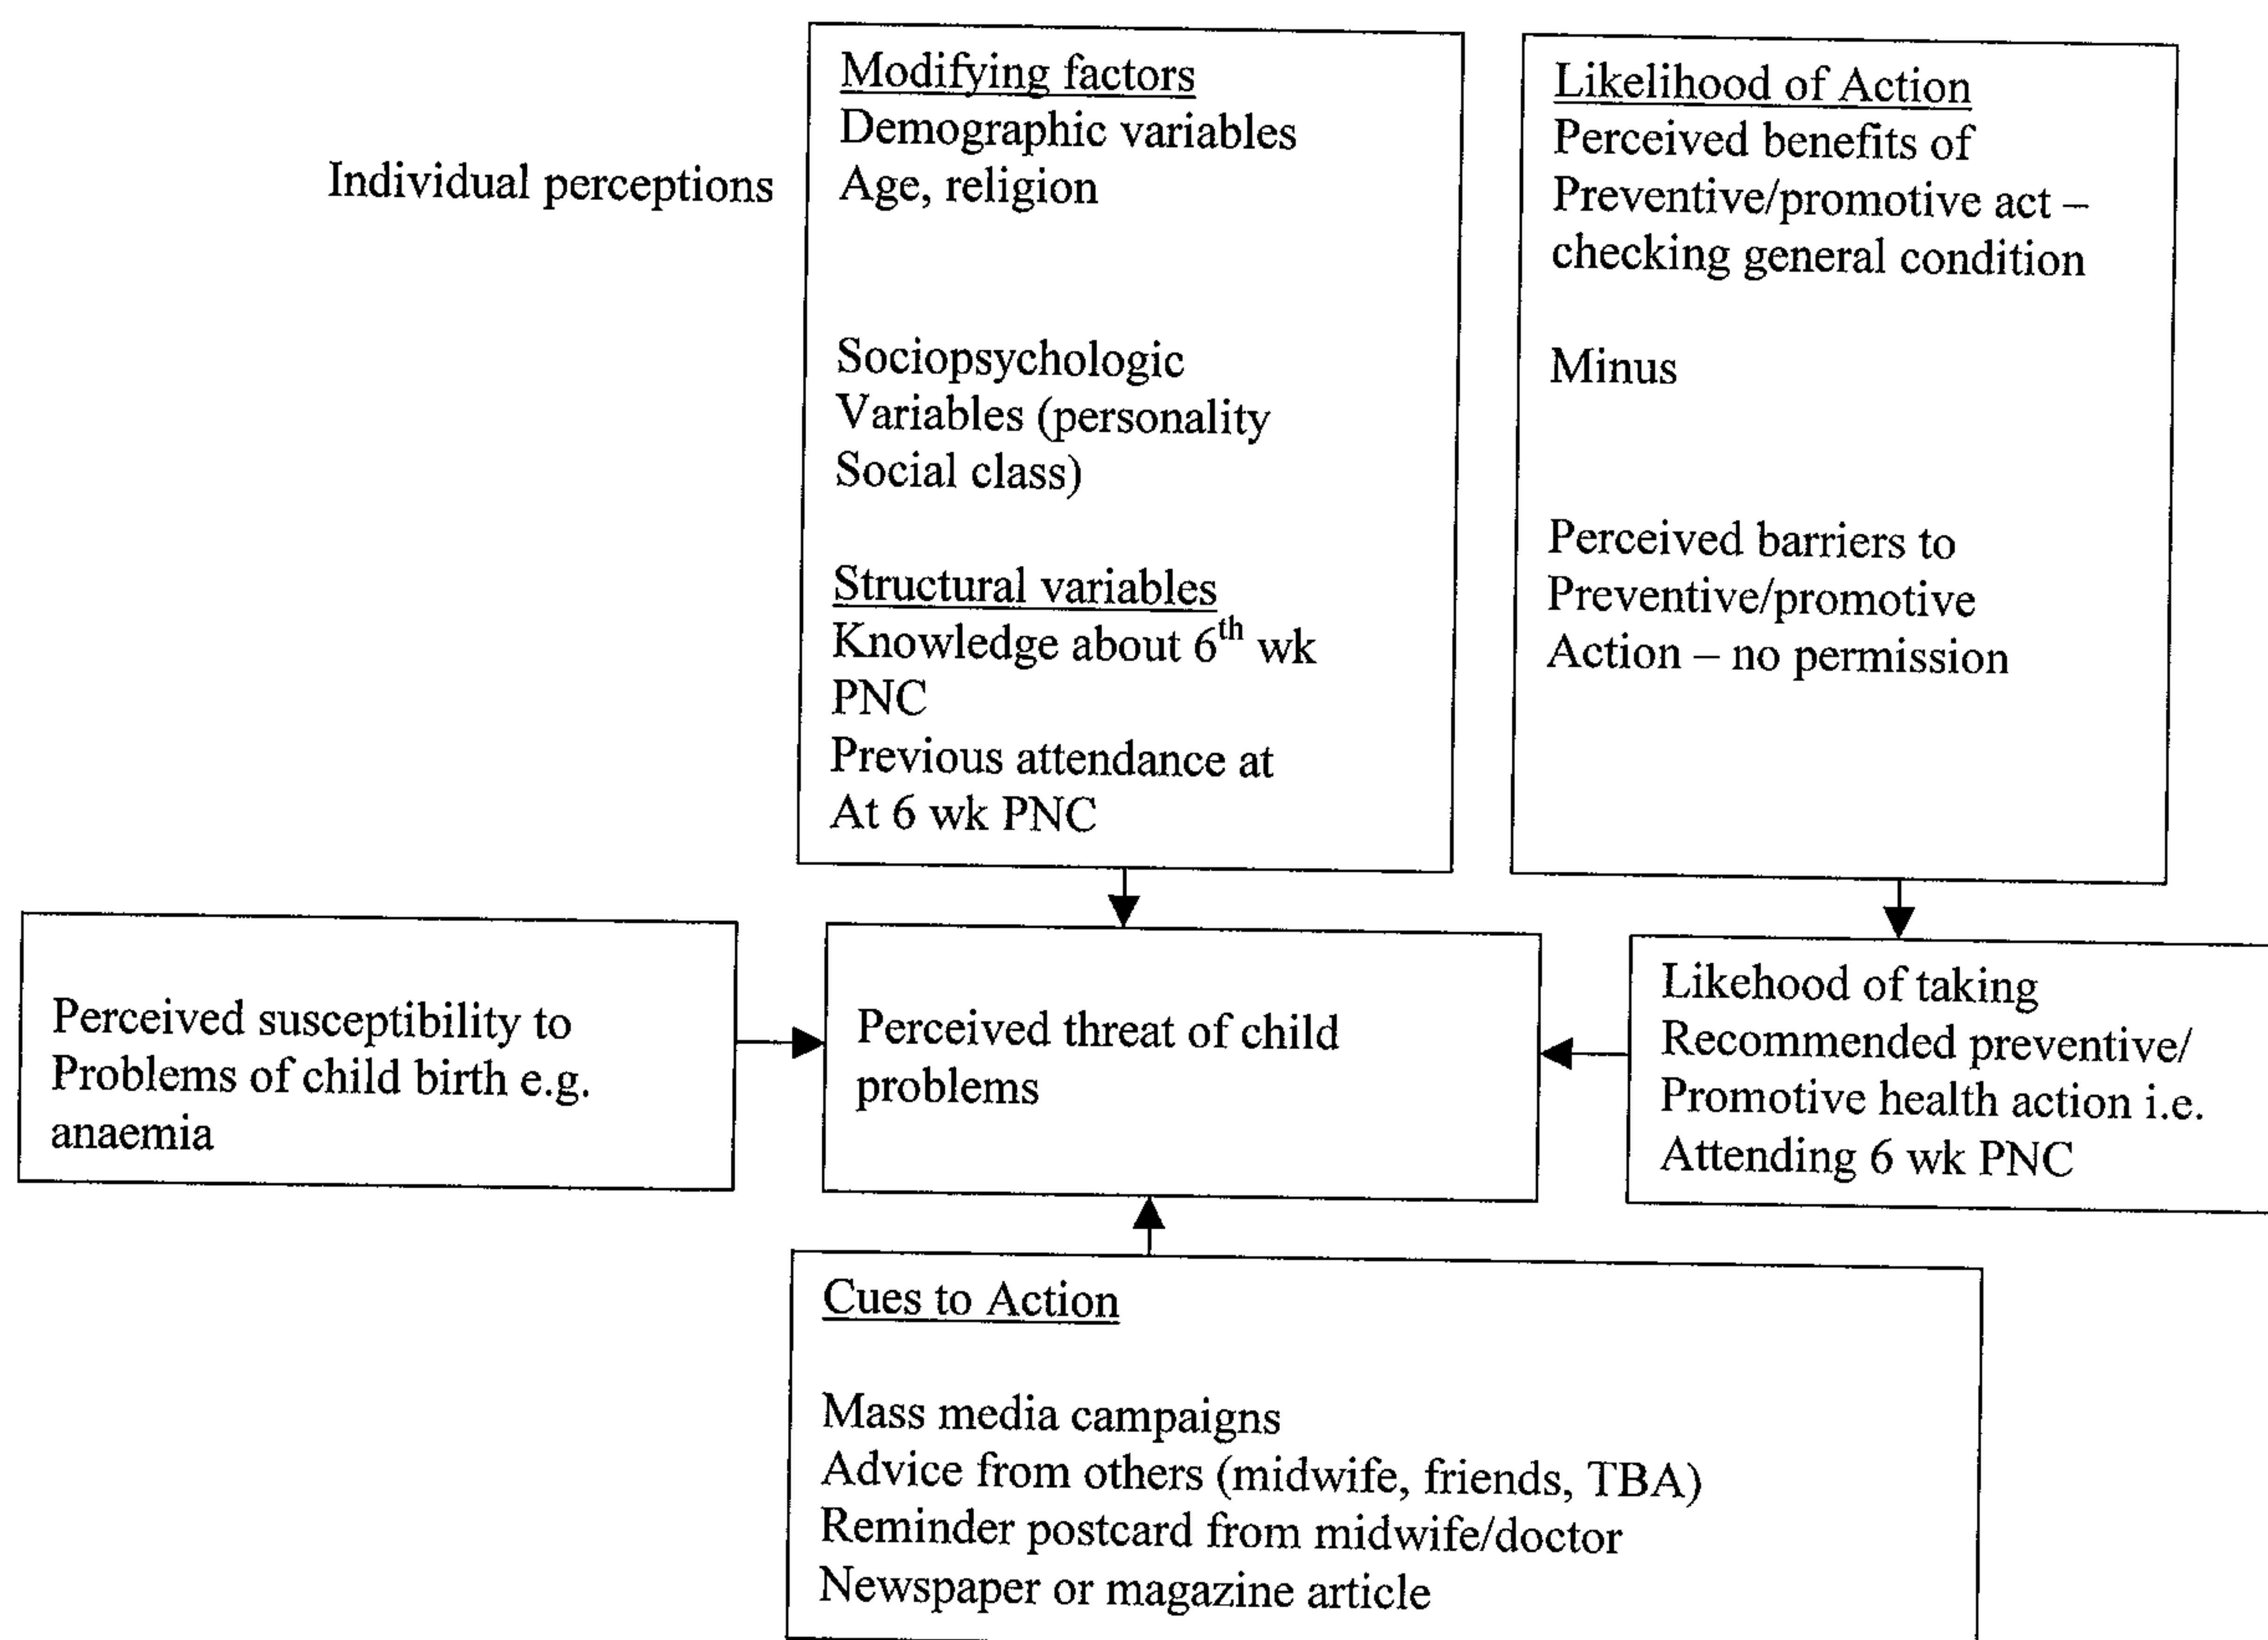 Individual perceptions
Modifying factors
Demographic variables
Age, religion
Sociopsychologic
Variables (personality
Social class)
Structural variables
Knowledge about 6th wk
PNC
Previous attendance at
At 6 wk PNC
Likelihood of Action
Perceived benefits of
Preventive/promotive act –
checking general condition
Minus
Perceived barriers to
Preventive/promotive
Action – no permission
Perceived susceptibility to
Problems of child birth e.g.
anaemia
Perceived threat of child
problems
Likehood of taking
Recommended preventive/
Promotive health action i.e.
Attending 6 wk PNC
Cues to Action
Mass media campaigns
Advice from others (midwife, friends, TBA)
Reminder postcard from midwife/doctor
Newspaper or magazine article